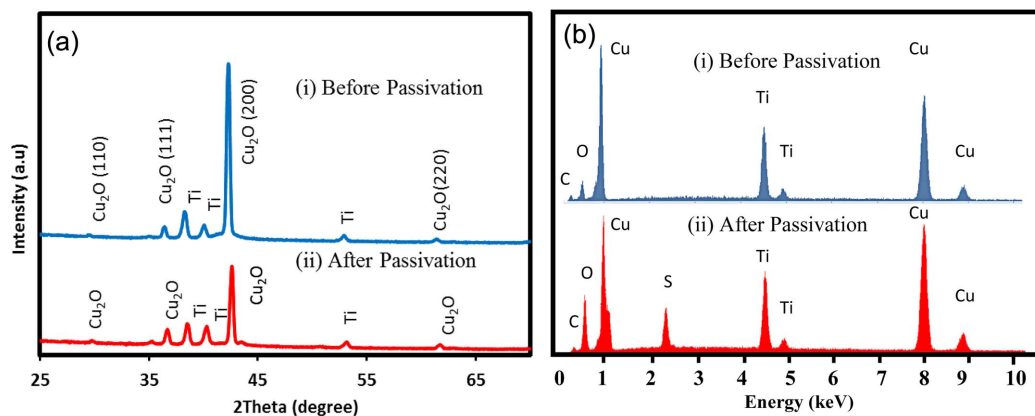 (a)
(i) Before Passivation
Cu₂O (110)
Cu₂O (111)
Ti
Ti
Cu₂O (200)
Ti
Cu₂O(220)
(ii) After Passivation
Cu₂O
Cu₂O
Ti
Ti
Cu₂O
Ti
Cu₂O
Intensity (a.u)
25 35 45 55 65
2Theta (degree)
(b)
Cu
(i) Before Passivation
Cu
Ti
O
Ti
Cu
C
(ii) After Passivation
Cu
Cu
Ti
O
S
Ti
Cu
C
0 1 2 3 4 5 6 7 8 9 10
Energy (keV)